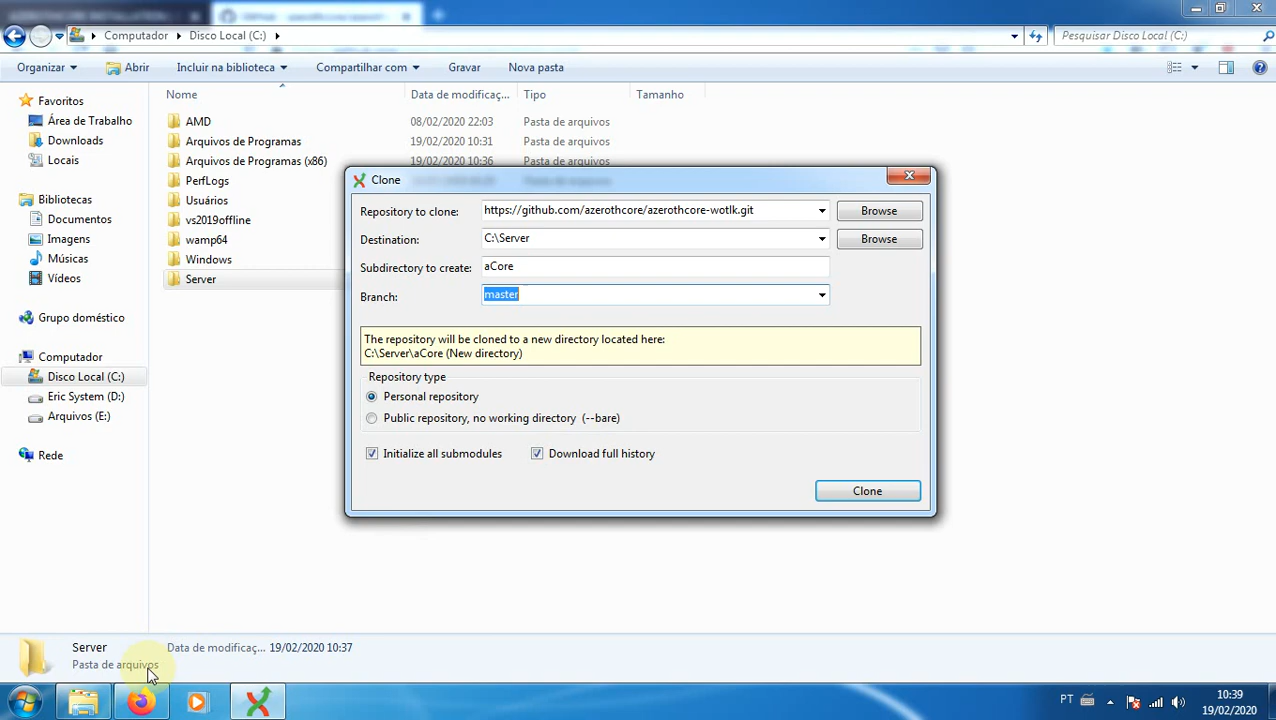 Computador
Disco Local (C:)
Pesquisar Disco Local (C:)
Organizar
Abrir
Incluir na biblioteca
Compartilhar com
Gravar
Nova pasta
Favoritos
Área de Trabalho
Downloads
Locais
Bibliotecas
Documentos
Imagens
Músicas
Vídeos
Grupo doméstico
Computador
Disco Local (C:)
Eric System (D:)
Arquivos (E:)
Rede
Nome
Data de modificaç...
Tipo
Tamanho
AMD
08/02/2020 22:03
Pasta de arquivos
Arquivos de Programas
19/02/2020 10:31
Pasta de arquivos
Arquivos de Programas (x86)
19/02/2020 10:36
Pasta de arquivos
PerfLogs
Usuários
vs2019offline
wamp64
Windows
Server
Clone
Repository to clone:
https://github.com/azerothcore/azerothcore-wotlk.git
Browse
Destination:
C:\Server
Browse
Subdirectory to create:
aCore
Branch:
master
The repository will be cloned to a new directory located here:
C:\Server\aCore (New directory)
Repository type
Personal repository
Public repository, no working directory (--bare)
Initialize all submodules
Download full history
Clone
Server
Data de modificaç...
19/02/2020 10:37
Pasta de arquivos
PT
10:39
19/02/2020